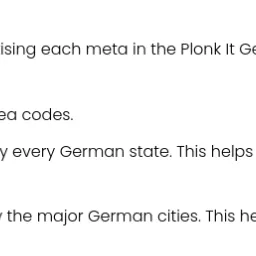 ising each meta in the Plonk It Ge
ea codes.
y every German state. This helps
the major German cities. This he